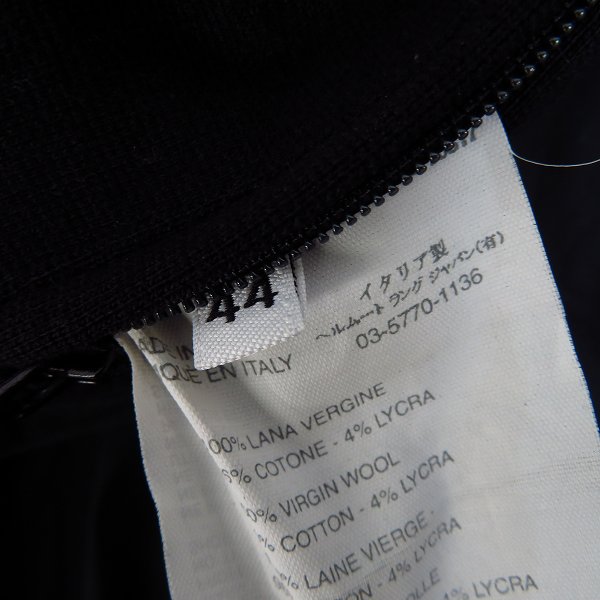 44
イタリア製
ヘルムート ラング ジャパン(有)
03-5770-1136
EN ITALY
100% LANA VERGINE
COTONE - 4% LYCRA
VIRGIN WOOL
COTTON - 4% LYCRA
LAINE VIERGE -
COTTON - 4% LYCRA
4% LYCRA